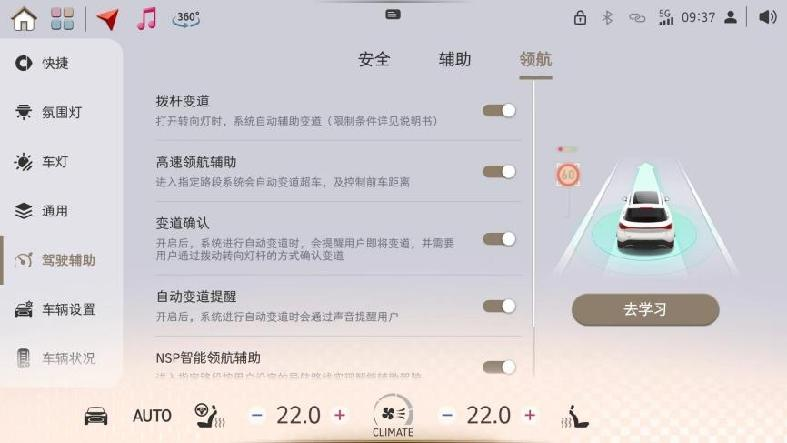 360°
5G
09:37
快捷
氛围灯
车灯
通用
驾驶辅助
车辆设置
车辆状况
安全 辅助 领航
拨杆变道
打开转向灯时，系统自动辅助变道（限制条件详见说明书）
高速领航辅助
进入指定路段系统会自动变道超车，及控制前车距离
变道确认
开启后，系统进行自动变道时，会提醒用户即将变道，并需要
用户通过拨动转向灯杆的方式确认变道
自动变道提醒
开启后，系统进行自动变道时会通过声音提醒用户
NSP智能领航辅助
60
去学习
AUTO
− 22.0 +
CLIMATE
− 22.0 +